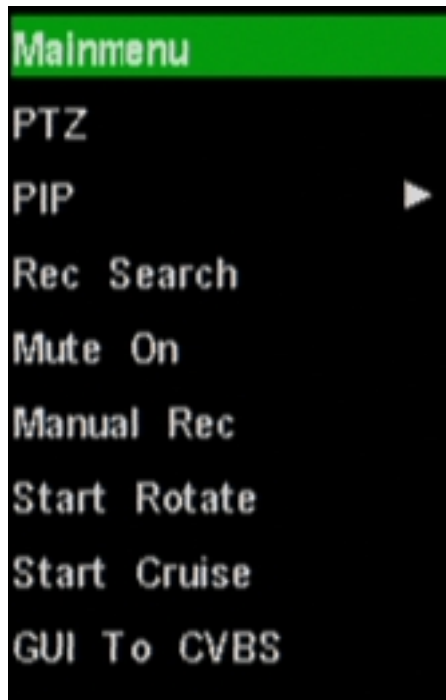 Mainmenu
PTZ
PIP
Rec Search
Mute On
Manual Rec
Start Rotate
Start Cruise
GUI To CVBS